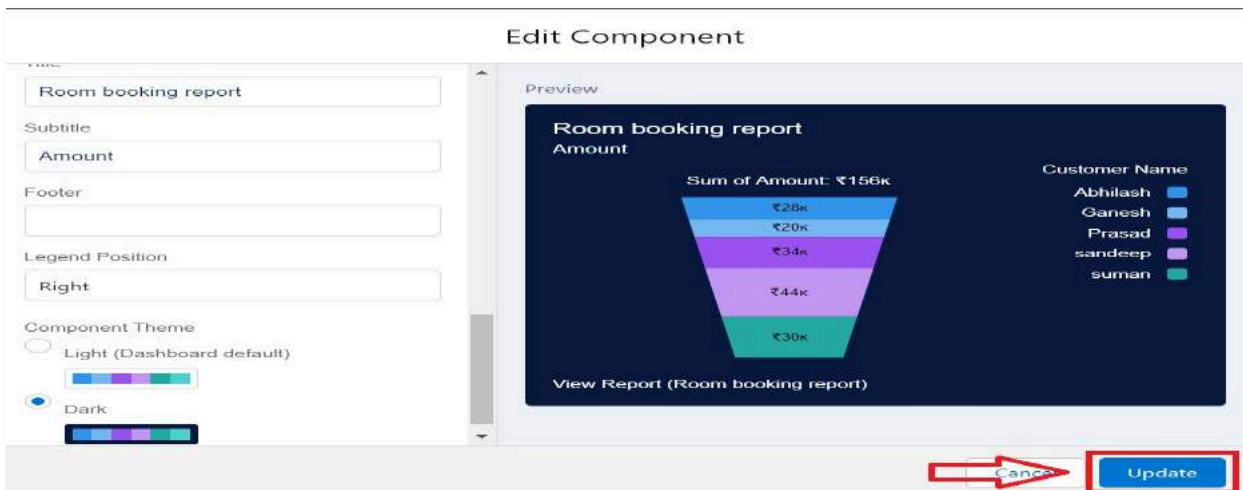 Edit Component
Title
Room booking report
Subtitle
Amount
Footer
Legend Position
Right
Component Theme
Light (Dashboard default)
Dark
Preview
Room booking report
Amount
Sum of Amount: ₹156K
₹28K
₹20K
₹34K
₹44K
₹30K
Customer Name
Abhilash
Ganesh
Prasad
sandeep
suman
View Report (Room booking report)
Cancel
Update